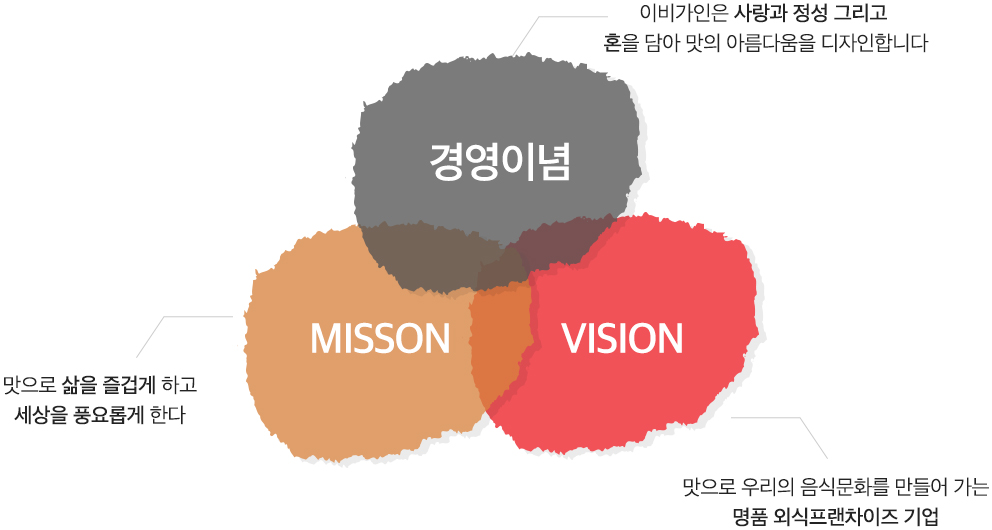 이비가인은 사랑과 정성 그리고
혼을 담아 맛의 아름다움을 디자인합니다
경영이념
MISSON
VISION
맛으로 삶을 즐겁게 하고
세상을 풍요롭게 한다
맛으로 우리의 음식문화를 만들어 가는
명품 외식프랜차이즈 기업